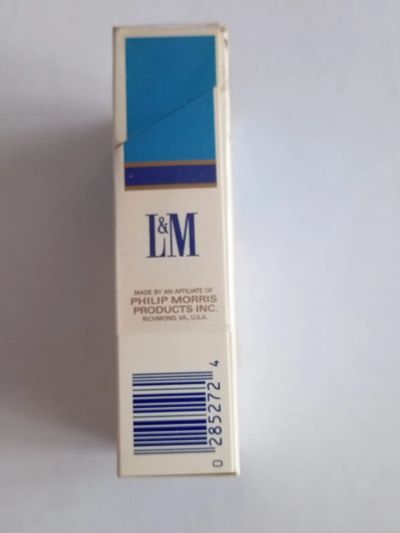 L&M
MADE BY AN AFFILIATE OF
PHILIP MORRIS
PRODUCTS INC.
RICHMOND, VA., U.S.A.
0 285272 4